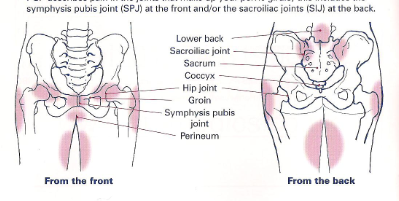 symphysis pubis joint (SPJ) at the front and/or the sacroiliac joints (SIJ) at the back.
Lower back
Sacroiliac joint
Sacrum
Coccyx
Hip joint
Groin
Symphysis pubis
joint
Perineum
From the front
From the back